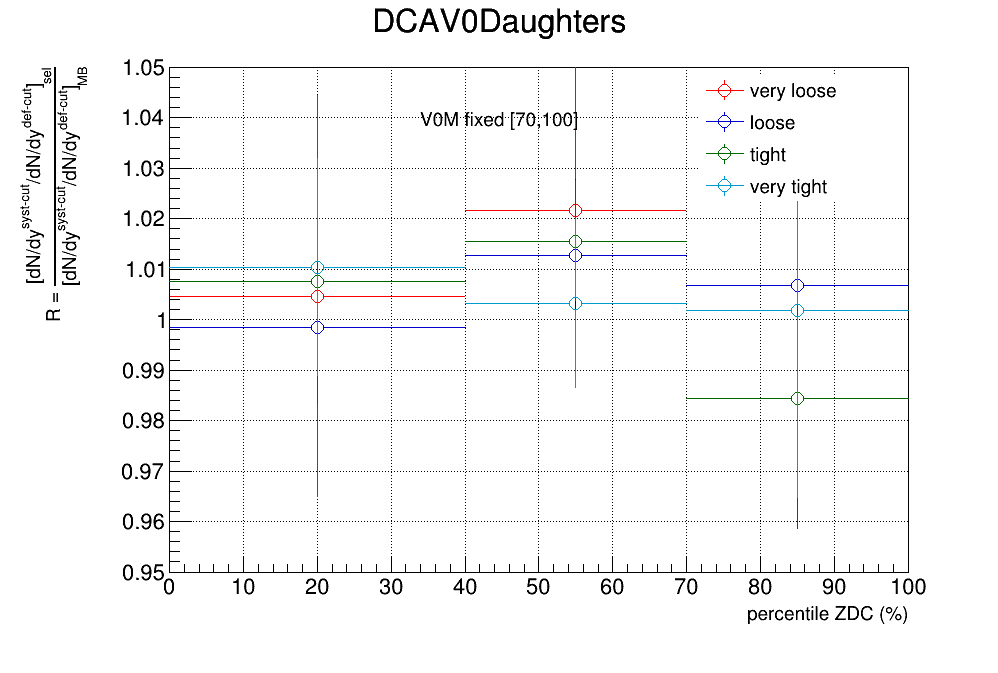 DCAV0Daughters
R = [dN/dy^syst-cut/dN/dy^def-cut]_sel
[dN/dy^syst-cut/dN/dy^def-cut]_MB
1.05
1.04
1.03
1.02
1.01
1
0.99
0.98
0.97
0.96
0.95
V0M fixed [70,100]
very loose
loose
tight
very tight
0 10 20 30 40 50 60 70 80 90 100
percentile ZDC (%)